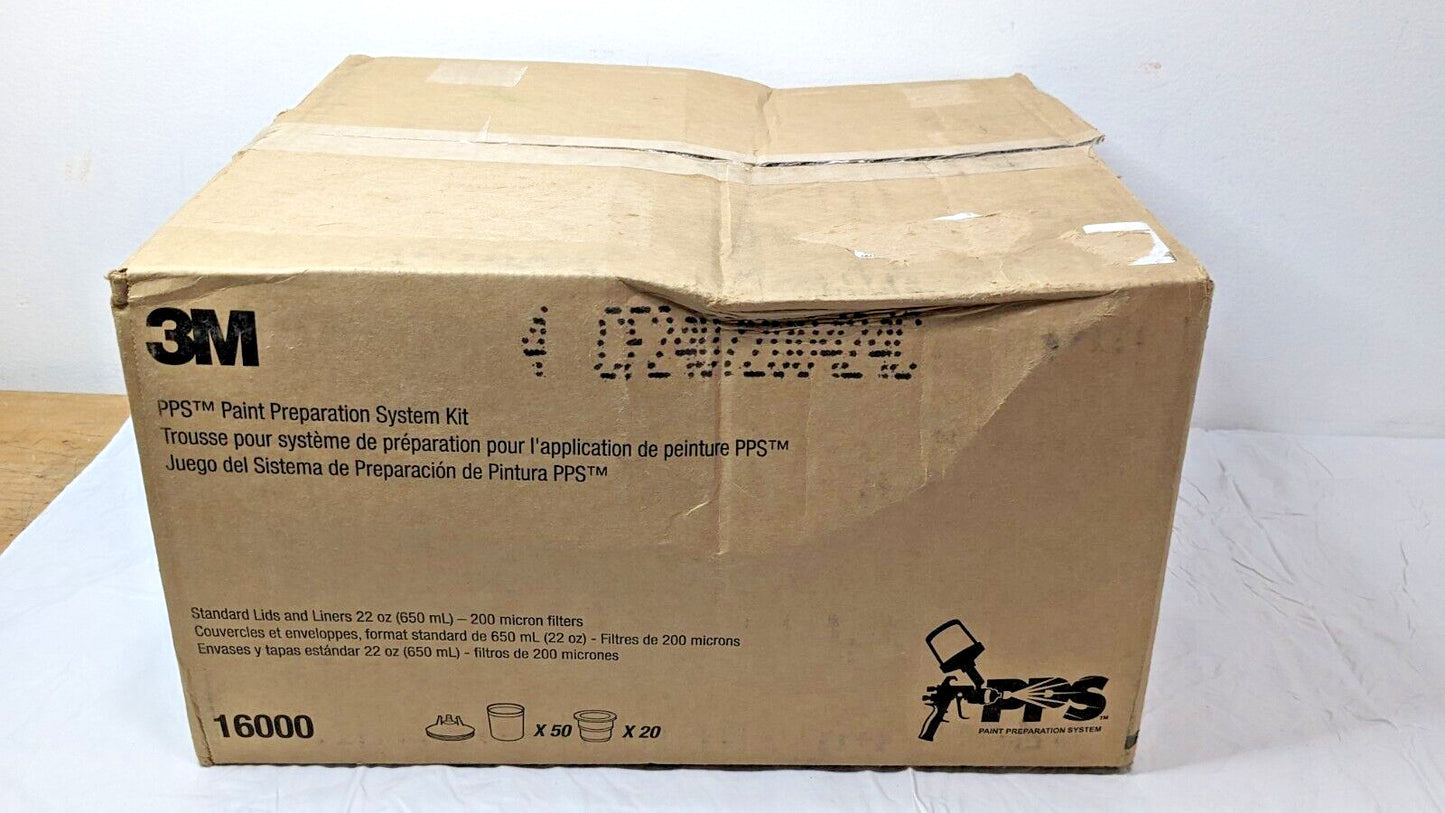 3M
PPS™ Paint Preparation System Kit
Trousse pour système de préparation pour l'application de peinture PPS™
Juego del Sistema de Preparación de Pintura PPS™
Standard Lids and Liners 22 oz (650 mL) – 200 micron filters
Couvercles et enveloppes, format standard de 650 mL (22 oz) - Filtres de 200 microns
Envases y tapas estándar 22 oz (650 mL) - filtros de 200 micrones
16000
X 50
X 20
PPS™
PAINT PREPARATION SYSTEM